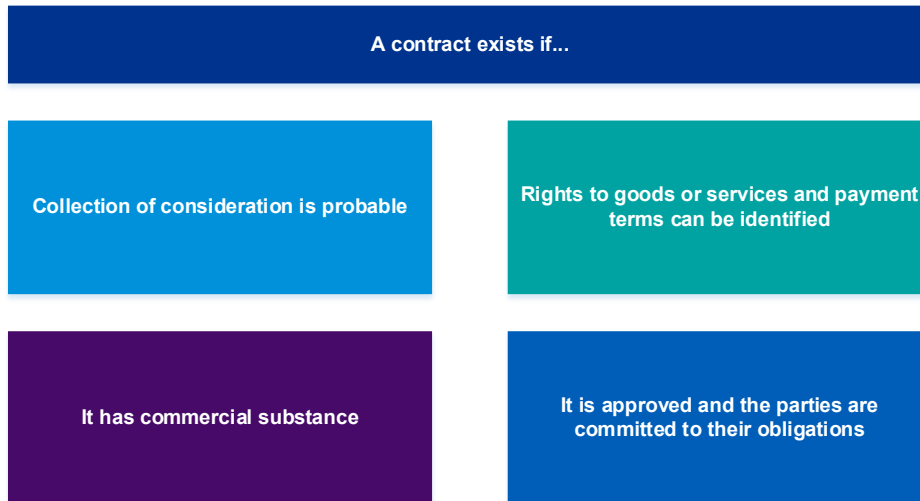 A contract exists if...
Collection of consideration is probable
Rights to goods or services and payment
terms can be identified
It has commercial substance
It is approved and the parties are
committed to their obligations